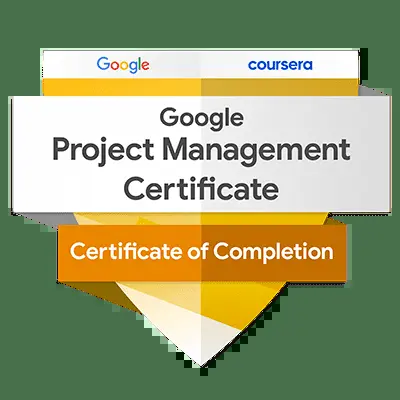 Google coursera
Google
Project Management
Certificate
Certificate of Completion